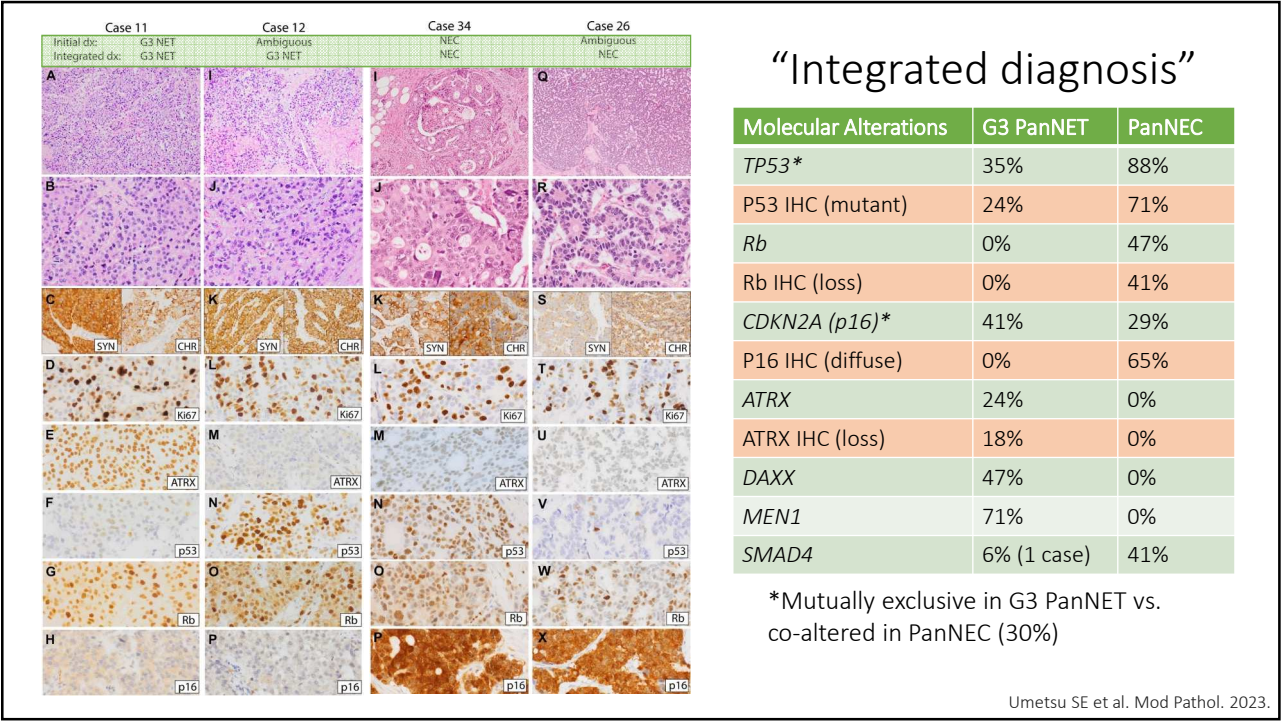 Case 11 Case 12 Case 34 Case 26
Initial dx: G3 NET Ambiguous NEC Ambiguous
Integrated dx: G3 NET G3 NET NEC NEC
A I I Q
B J J R
C SYN CHR K SYN CHR K SYN CHR S SYN CHR
D Ki67 L Ki67 L Ki67 T Ki67
E ATRX M ATRX M ATRX U ATRX
F p53 N p53 N p53 V p53
G Rb O Rb O Rb W Rb
H p16 P p16 P p16 X p16
“Integrated diagnosis”
Molecular Alterations G3 PanNET PanNEC
TP53* 35% 88%
P53 IHC (mutant) 24% 71%
Rb 0% 47%
Rb IHC (loss) 0% 41%
CDKN2A (p16)* 41% 29%
P16 IHC (diffuse) 0% 65%
ATRX 24% 0%
ATRX IHC (loss) 18% 0%
DAXX 47% 0%
MEN1 71% 0%
SMAD4 6% (1 case) 41%
*Mutually exclusive in G3 PanNET vs.
co-altered in PanNEC (30%)
Umetsu SE et al. Mod Pathol. 2023.